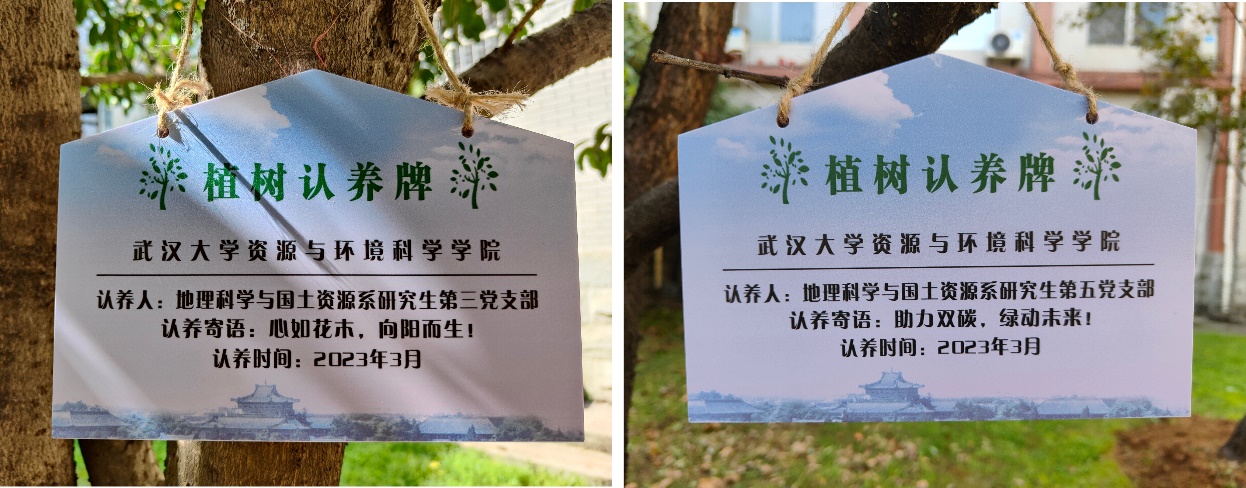 植树认养牌
武汉大学资源与环境科学学院
认养人：地理科学与国土资源系研究生第三党支部
认养寄语：心如花木，向阳而生！
认养时间：2023年3月
植树认养牌
武汉大学资源与环境科学学院
认养人：地理科学与国土资源系研究生第五党支部
认养寄语：助力双碳，绿动未来！
认养时间：2023年3月